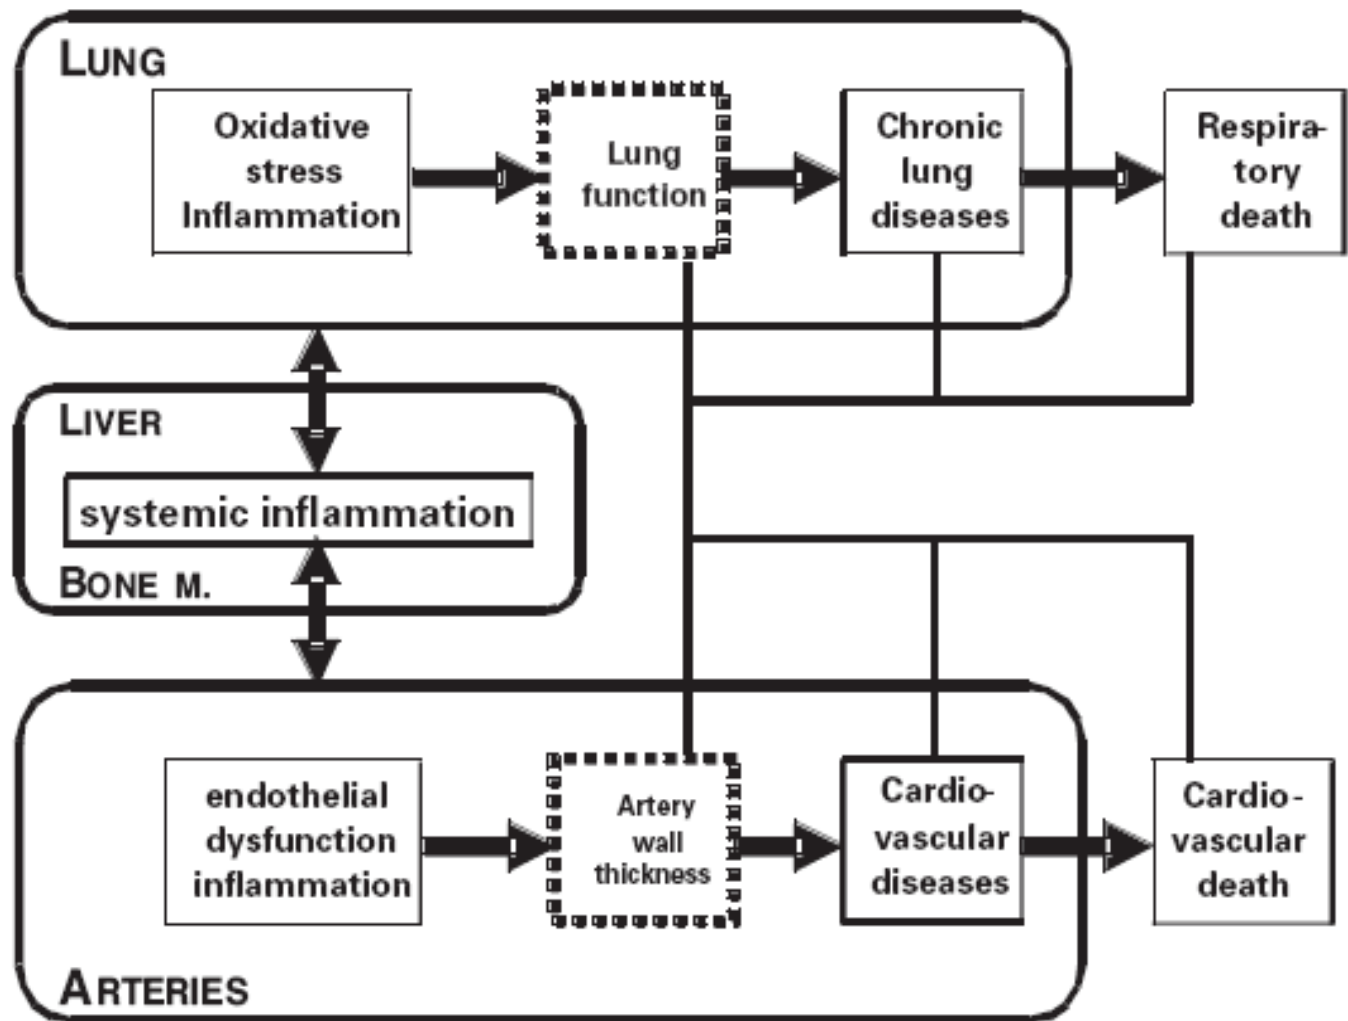 LUNG
Oxidative
stress
Inflammation
Lung
function
Chronic
lung
diseases
Respira-
tory
death
LIVER
systemic inflammation
BONE M.
endothelial
dysfunction
inflammation
Artery
wall
thickness
Cardio-
vascular
diseases
Cardio-
vascular
death
ARTERIES